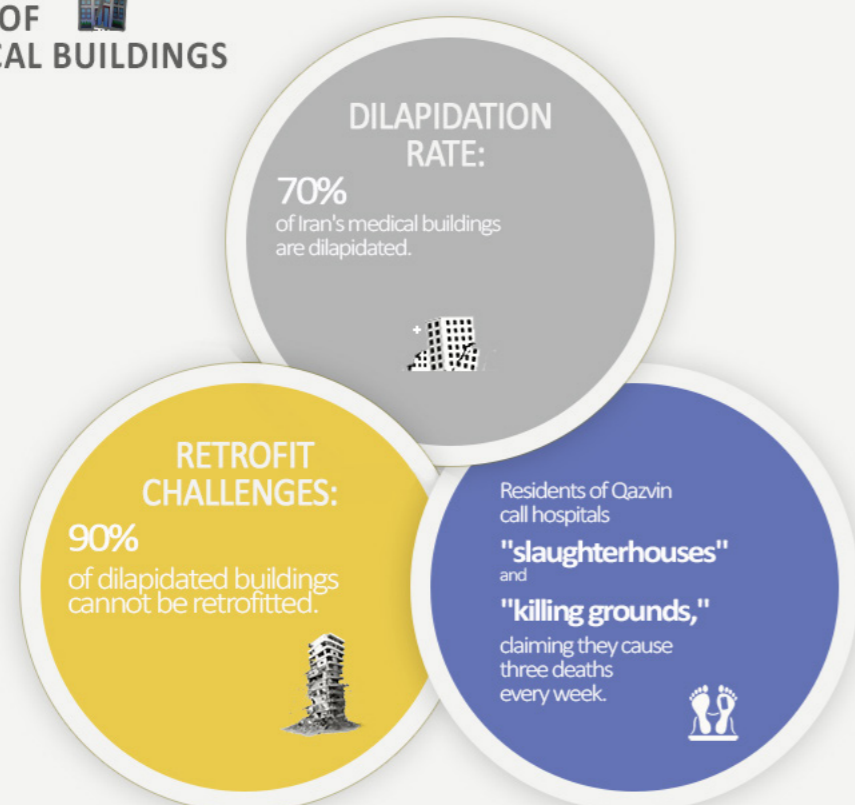 OF
CAL BUILDINGS
DILAPIDATION
RATE:
70%
of Iran's medical buildings
are dilapidated.
RETROFIT
CHALLENGES:
90%
of dilapidated buildings
cannot be retrofitted.
Residents of Qazvin
call hospitals
"slaughterhouses"
and
"killing grounds,"
claiming they cause
three deaths
every week.